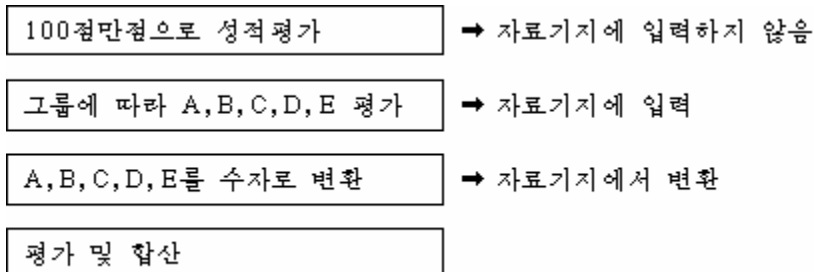 100점만점으로 성적평가 ➡ 자료기지에 입력하지 않음
그룹에 따라 A,B,C,D,E 평가 ➡ 자료기지에 입력
A,B,C,D,E를 수자로 변환 ➡ 자료기지에서 변환
평가 및 합산